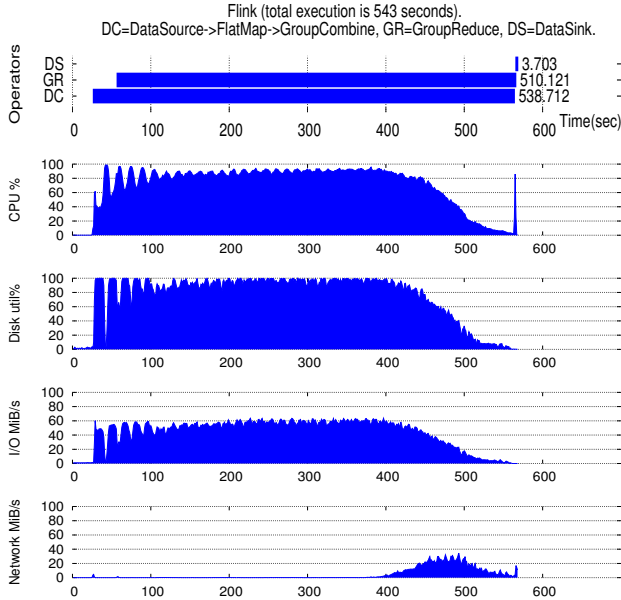 Flink (total execution is 543 seconds).
DC=DataSource->FlatMap->GroupCombine, GR=GroupReduce, DS=DataSink.
Operators
DS 3.703
GR 510.121
DC 538.712
0 100 200 300 400 500 600 Time(sec)
CPU %
100
80
60
40
20
0
0 100 200 300 400 500 600
Disk util%
100
80
60
40
20
0
0 100 200 300 400 500 600
I/O MiB/s
100
80
60
40
20
0
0 100 200 300 400 500 600
Network MiB/s
100
80
60
40
20
0
0 100 200 300 400 500 600